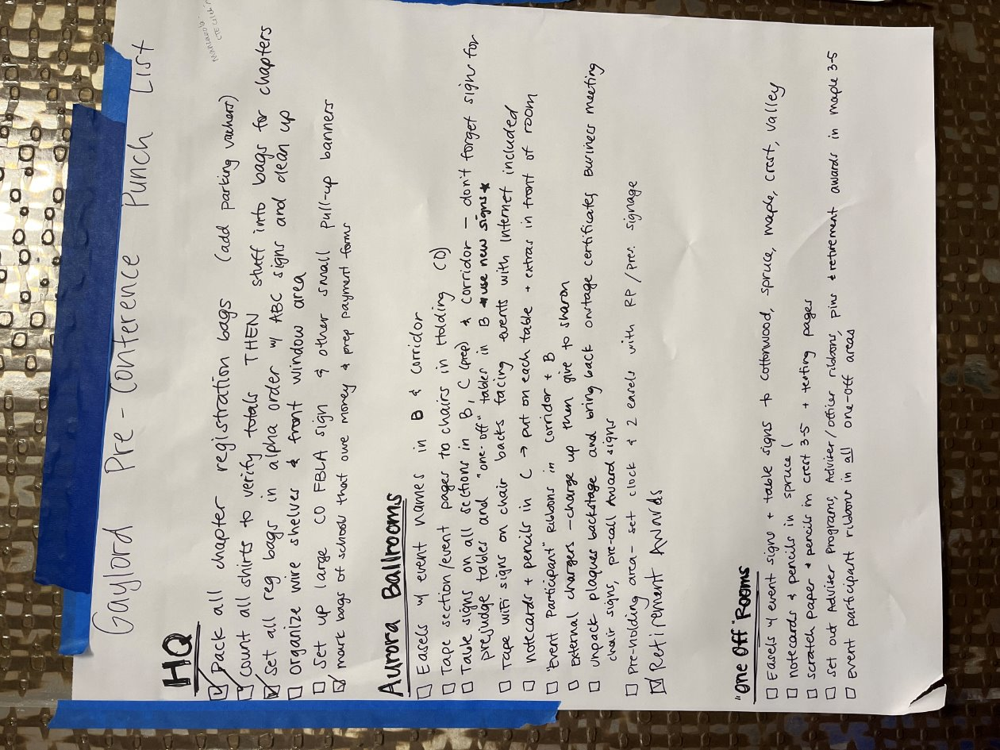 Gaylord Pre-Conference Punch List
HQ
☑ Pack all chapter registration bags (add parking vouchers)
☑ Count all shirts to verify totals THEN stuff into bags for chapters
☑ Set all reg bags in alpha order w/ ABC signs and clean up
☐ Organize wire shelves & front window area
☐ Set up large CO FBLA sign & other small pull-up banners
☑ mark bags of schools that owe money & prep payment forms
Aurora Ballrooms
☐ Easels w/ event names in B & Corridor
☐ Tape section/event pages to chairs in Holding (D)
☐ Table signs on all sections in B, C (prep) & corridor - don't forget signs for
prejudge tables and "one-off" tables in B *use new signs*
☐ Tape WiFi signs on chair backs facing events with Internet included
☐ notecards + pencils in C → put on each table + extras in front of room
☐ "Event Participant" Ribbons in corridor + B
☐ External chargers - charge up then give to sharon
☐ unpack plaques backstage and bring back onstage certificates, Business meeting
chair signs, pre-call Award signs
☐ Pre-holding area - set clock & 2 easels with RP / Pres. signage
☑ Retirement Awards
"One Off" Rooms
☐ Easels w/ event signs + table signs to cottonwood, spruce, maple, crest, valley
☐ notecards & pencils in spruce 1
☐ scratch paper & pencils in crest 3-5 + testing pages
☐ set out Adviser Programs, Adviser/officer ribbons, pins & retirement awards in maple 3-5
☐ Event participant ribbons in all one-off areas